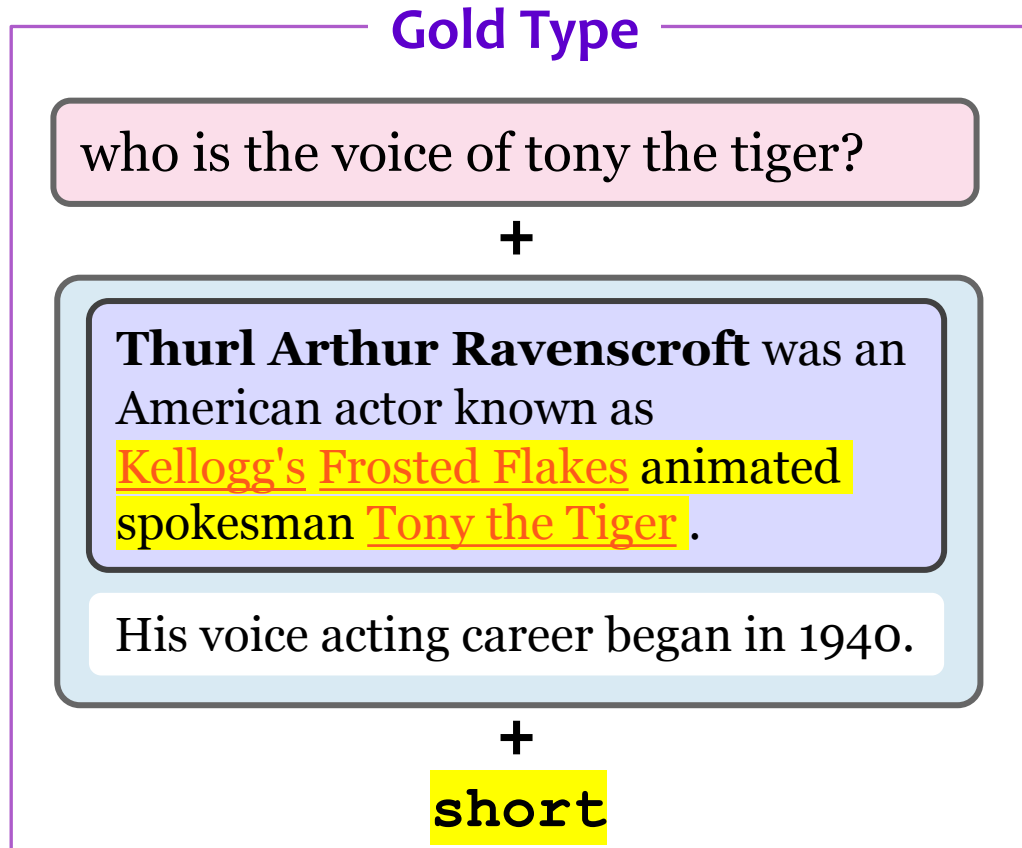 Gold Type
who is the voice of tony the tiger?
+
Thurl Arthur Ravenscroft was an
American actor known as
Kellogg's Frosted Flakes animated
spokesman Tony the Tiger .
His voice acting career began in 1940.
+
short